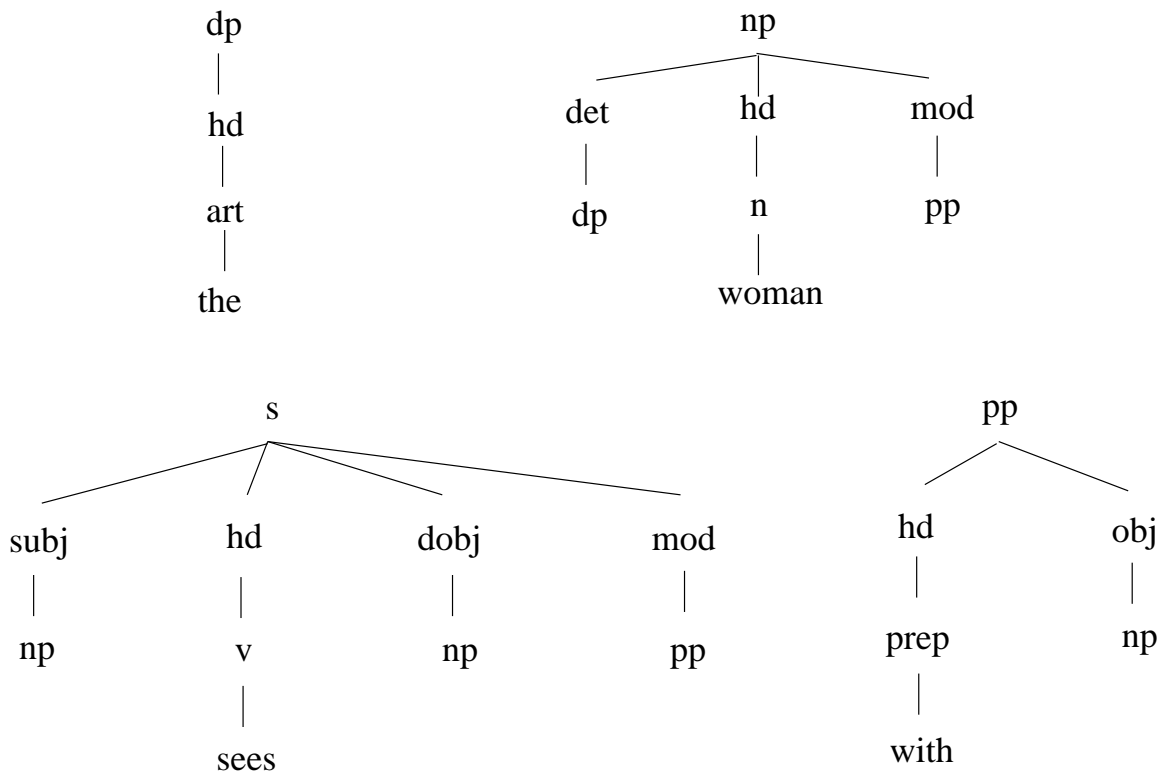 dp np
hd det hd mod
art dp n pp
the woman
s pp
subj hd dobj mod hd obj
np v np pp prep np
sees with